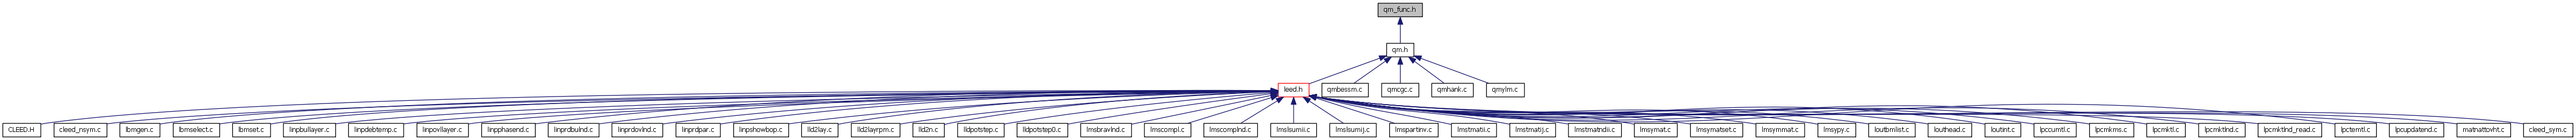 qm_func.h
qm.h
leed.h
qmbessm.c
qmcgc.c
qmhank.c
qmylm.c
CLEED.H
cleed_nsym.c
lbmgen.c
lbmselect.c
lbmset.c
linpbullayer.c
linpdebtemp.c
linpovllayer.c
linpphasend.c
linprdbulnd.c
linprdovlnd.c
linprdpar.c
linpshowbop.c
lld2lay.c
lld2layrpm.c
lld2n.c
lldpotstep.c
lldpotstep0.c
lmsbravlnd.c
lmscompl.c
lmscomplnd.c
lmslsumii.c
lmslsumij.c
lmspartinv.c
lmstmatii.c
lmstmatij.c
lmstmatndii.c
lmsymat.c
lmsymatset.c
lmsymmat.c
lmsypy.c
loutbmlist.c
louthead.c
loutint.c
lpccumtl.c
lpcmkms.c
lpcmktl.c
lpcmktlnd.c
lpcmktlnd_read.c
lpctemtl.c
lpcupdatend.c
matnattovht.c
cleed_sym.c